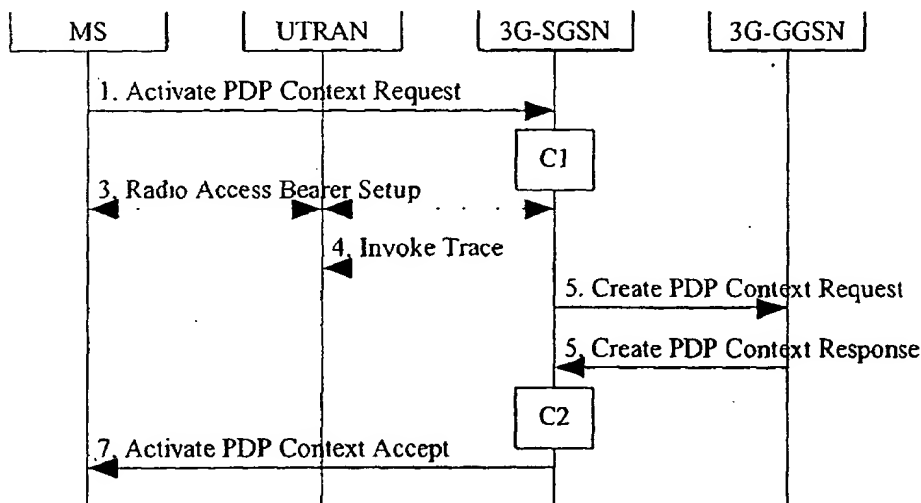 MS
UTRAN
3G-SGSN
3G-GGSN
1. Activate PDP Context Request
C1
3. Radio Access Bearer Setup
4. Invoke Trace
5. Create PDP Context Request
5. Create PDP Context Response
C2
7. Activate PDP Context Accept